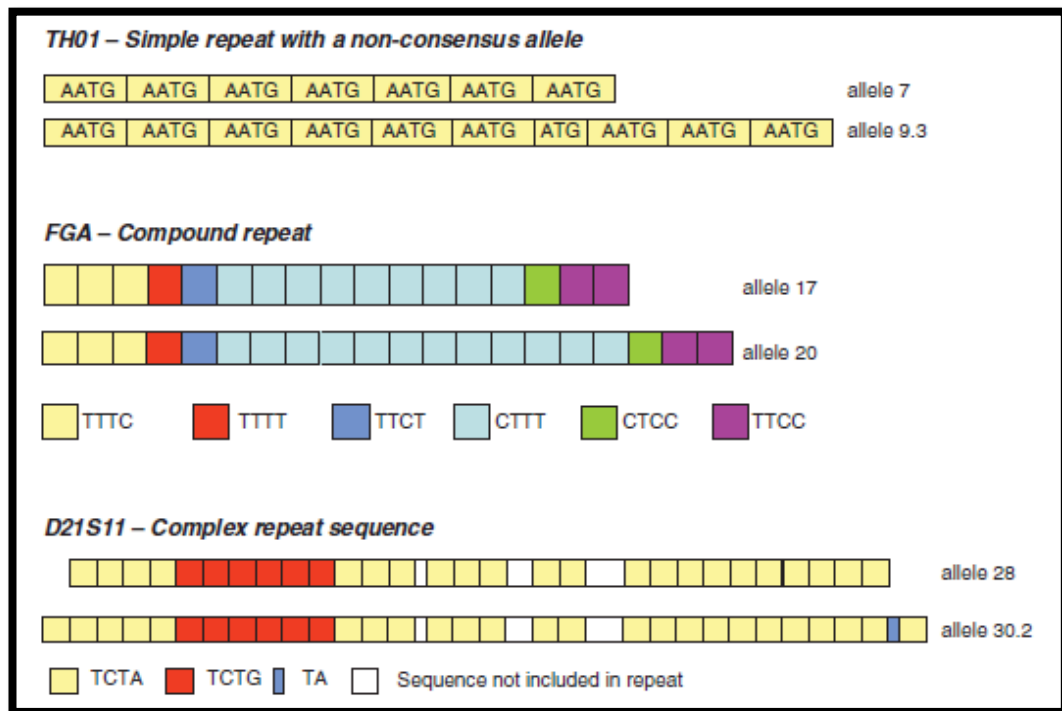 TH01 – Simple repeat with a non-consensus allele
AATG AATG AATG AATG AATG AATG AATG allele 7
AATG AATG AATG AATG AATG AATG ATG AATG AATG AATG allele 9.3
FGA – Compound repeat
allele 17
allele 20
TTTC TTTT TTCT CTTT CTCC TTCC
D21S11 – Complex repeat sequence
allele 28
allele 30.2
TCTA TCTG TA Sequence not included in repeat